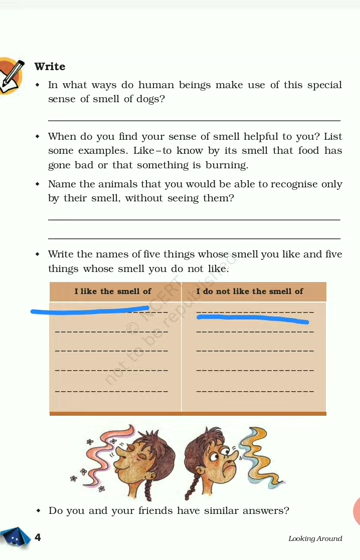 Write
• In what ways do human beings make use of this special
sense of smell of dogs?
• When do you find your sense of smell helpful to you? List
some examples. Like–to know by its smell that food has
gone bad or that something is burning.
• Name the animals that you would be able to recognise only
by their smell, without seeing them?
• Write the names of five things whose smell you like and five
things whose smell you do not like.
I like the smell of
I do not like the smell of
© NCERT
not to be republished
• Do you and your friends have similar answers?
4
Looking Around